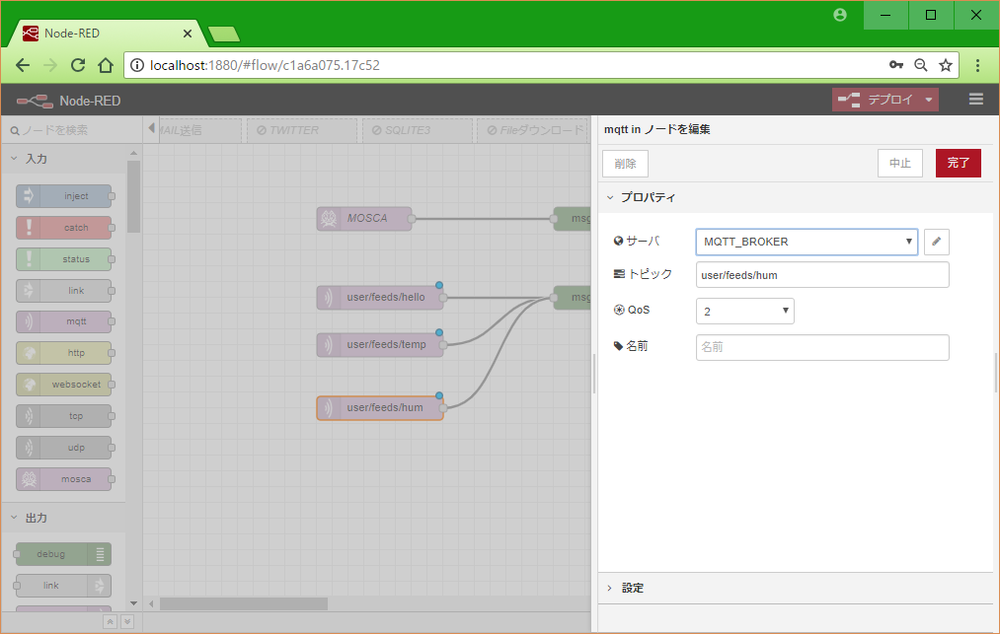 Node-RED
localhost:1880/#flow/c1a6a075.17c52
Node-RED
デプロイ
ノードを検索
AIL送信
TWITTER
SQLITE3
Fileダウンロード
mqtt in ノードを編集
削除
中止
完了
入力
inject
catch
status
link
mqtt
http
websocket
tcp
udp
mosca
出力
debug
link
MOSCA
msg
user/feeds/hello
msg
user/feeds/temp
user/feeds/hum
プロパティ
サーバ
MQTT_BROKER
トピック
user/feeds/hum
QoS
2
名前
名前
設定